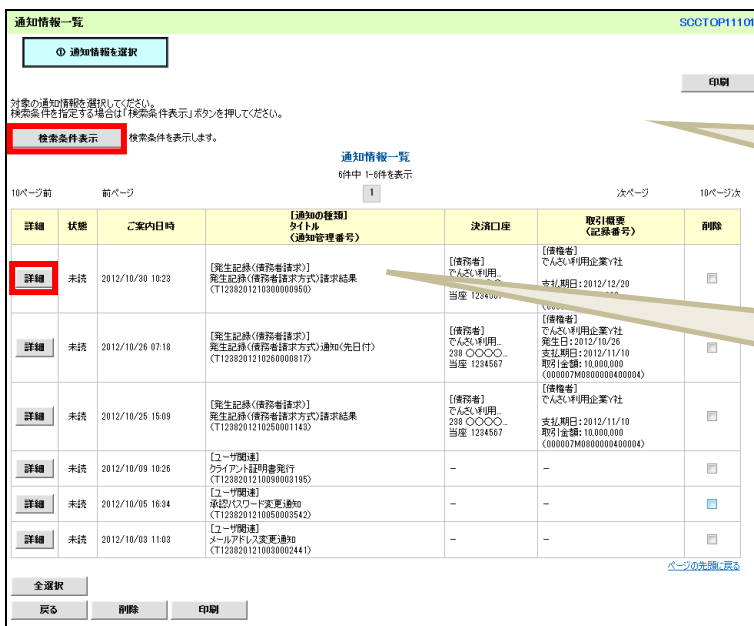 通知情報一覧
SCCTOP11101
① 通知情報を選択
印刷
対象の通知情報を選択してください。
検索条件を指定する場合は「検索条件表示」ボタンを押してください。
検索条件表示 検索条件を表示します。
通知情報一覧
6件中 1-6件を表示
10ページ前 前ページ 1 次ページ 10ページ次
詳細 状態 ご案内日時 [通知の種類] タイトル (通知管理番号) 決済口座 取引概要 (記録番号) 削除
詳細 未読 2012/10/30 10:23
[発生記録(債務者請求)]
発生記録(債務者請求方式)請求結果
(T1238201210300000950)
[債務者]
でんさい利用...
当座 1234567
[債権者]
でんさい利用企業Y社
支払期日:2012/12/20
詳細 未読 2012/10/26 07:18
[発生記録(債務者請求)]
発生記録(債務者請求方式)通知(先日付)
(T1238201210260000817)
[債務者]
でんさい利用...
238 〇〇〇〇...
当座 1234567
[債権者]
でんさい利用企業Y社
発生日:2012/10/26
支払期日:2012/11/10
取引金額:10,000,000
(000007M0800000400004)
詳細 未読 2012/10/25 15:09
[発生記録(債務者請求)]
発生記録(債務者請求方式)請求結果
(T1238201210250001143)
[債務者]
でんさい利用...
238 〇〇〇〇...
当座 1234567
[債権者]
でんさい利用企業Y社
支払期日:2012/11/10
取引金額:10,000,000
(000007M0800000400004)
詳細 未読 2012/10/09 10:26
[ユーザ関連]
クライアント証明書発行
(T1238201210090003195)
－ －
詳細 未読 2012/10/05 16:34
[ユーザ関連]
承認パスワード変更通知
(T1238201210050003542)
－ －
詳細 未読 2012/10/03 11:03
[ユーザ関連]
メールアドレス変更通知
(T1238201210030002441)
－ －
ページの先頭に戻る
全選択
戻る 削除 印刷